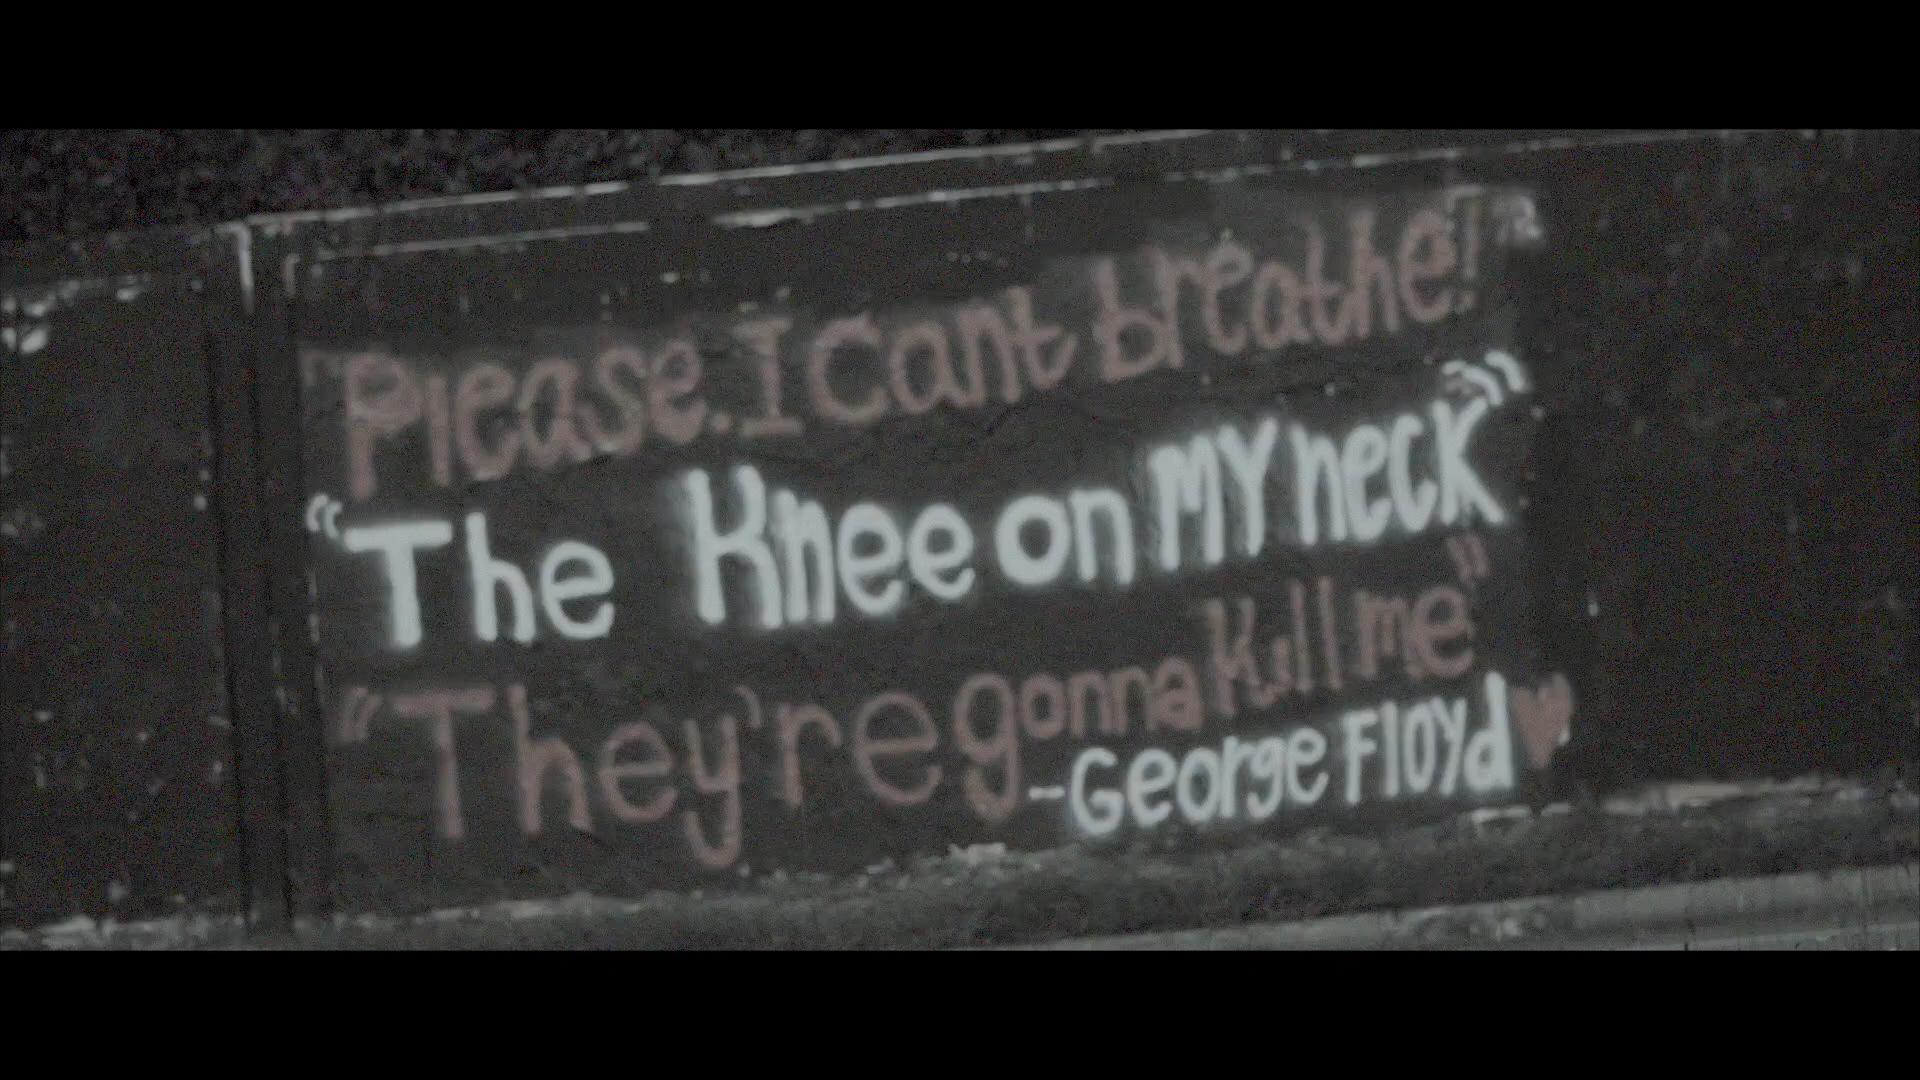 "Please. I cant breathe!"
"The Knee on MY neck"
"They're gonna Kill me"
-George Floyd